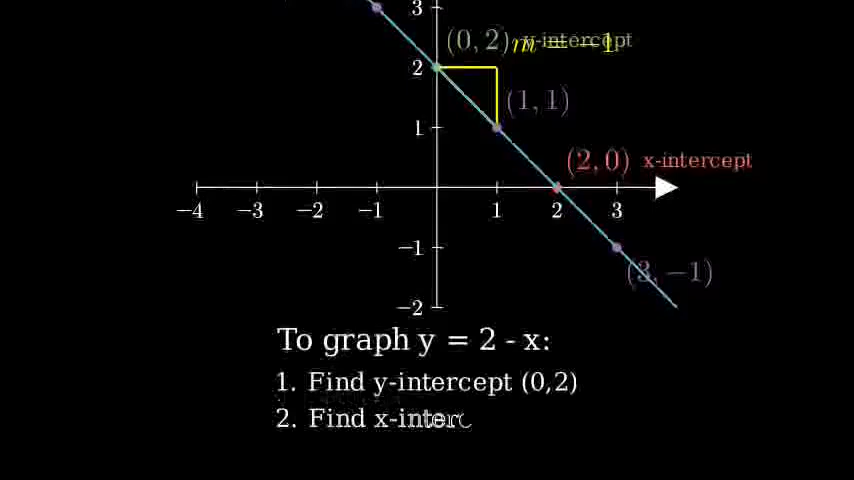 3
(0, 2) y-intercept
m = −1
2
(1, 1)
1
(2, 0) x-intercept
−4 −3 −2 −1 1 2 3
−1
(3, −1)
−2
To graph y = 2 - x:
1. Find y-intercept (0,2)
2. Find x-inter